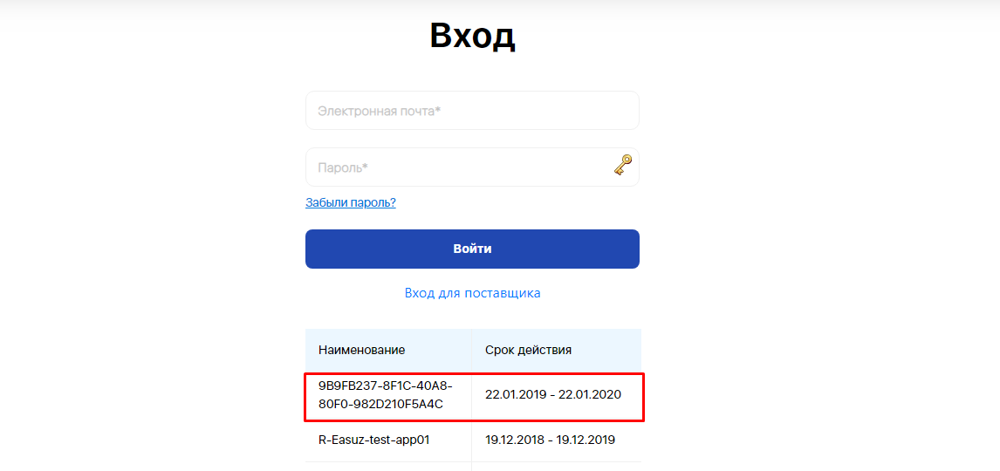 Вход
Электронная почта*
Пароль*
Забыли пароль?
Войти
Вход для поставщика
Наименование Срок действия
9B9FB237-8F1C-40A8-
80F0-982D210F5A4C 22.01.2019 - 22.01.2020
R-Easuz-test-app01 19.12.2018 - 19.12.2019